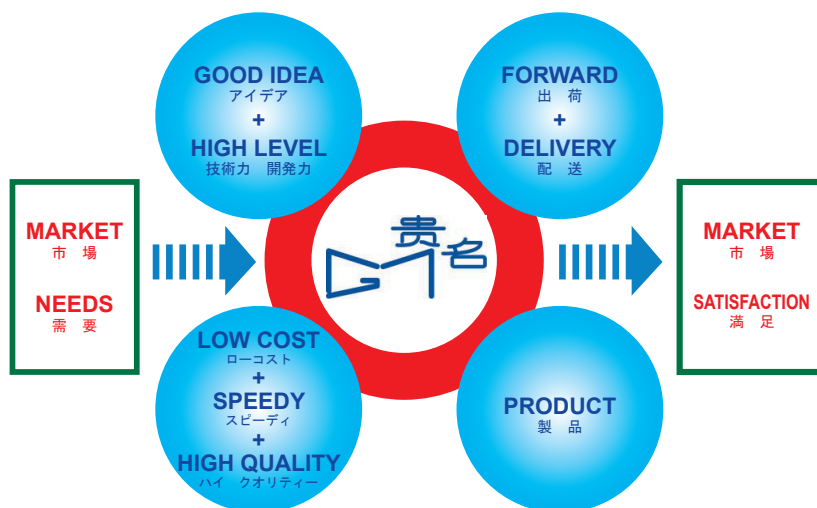 MARKET
市 場
NEEDS
需 要
GOOD IDEA
アイデア
+
HIGH LEVEL
技術力 開発力
LOW COST
ローコスト
+
SPEEDY
スピーディ
+
HIGH QUALITY
ハイ クオリティー
貴名
FORWARD
出 荷
+
DELIVERY
配 送
PRODUCT
製 品
MARKET
市 場
SATISFACTION
満 足